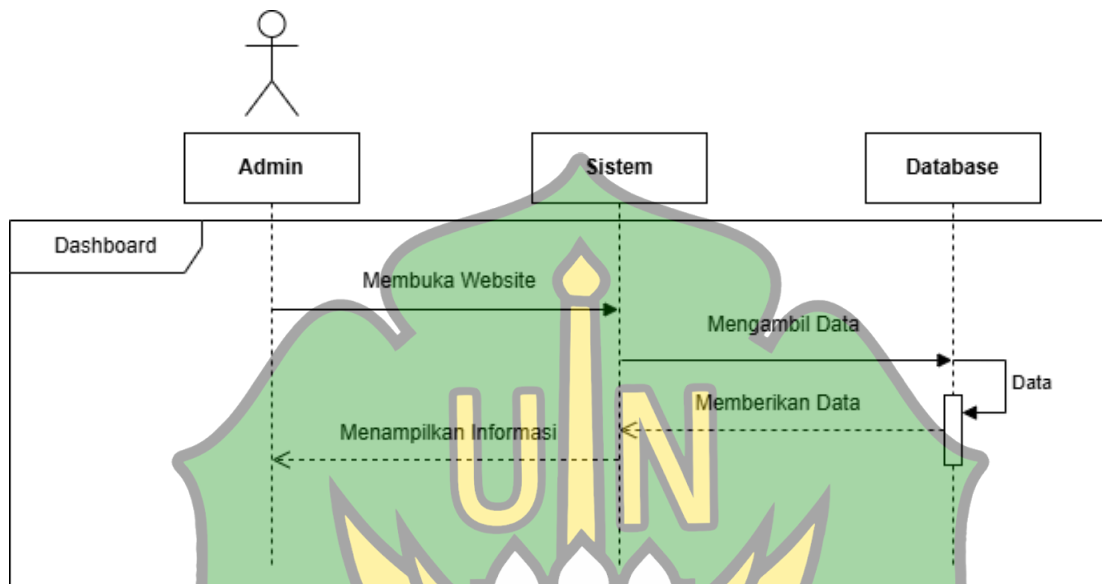 Admin
Sistem
Database
Dashboard
Membuka Website
Mengambil Data
Data
Memberikan Data
Menampilkan Informasi
UIN